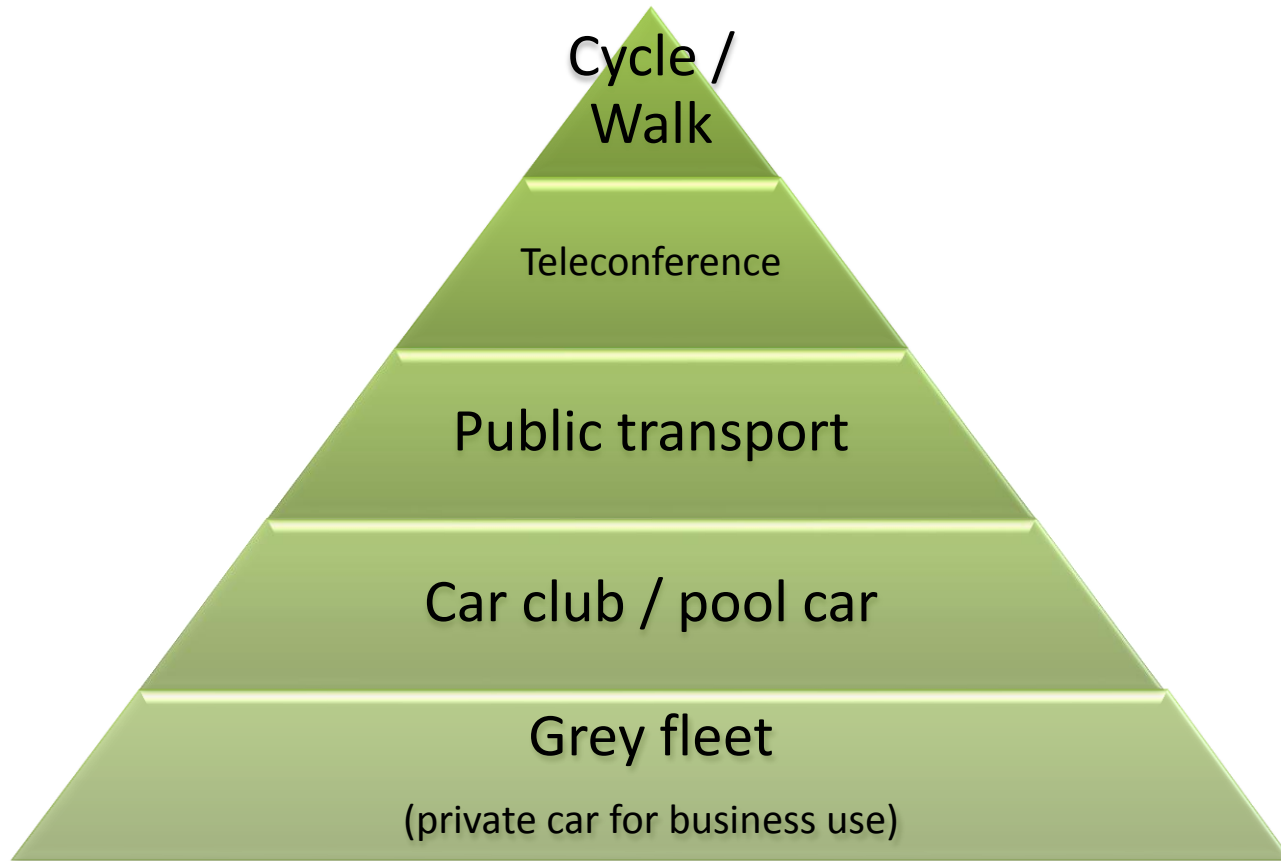 Cycle /
Walk
Teleconference
Public transport
Car club / pool car
Grey fleet
(private car for business use)